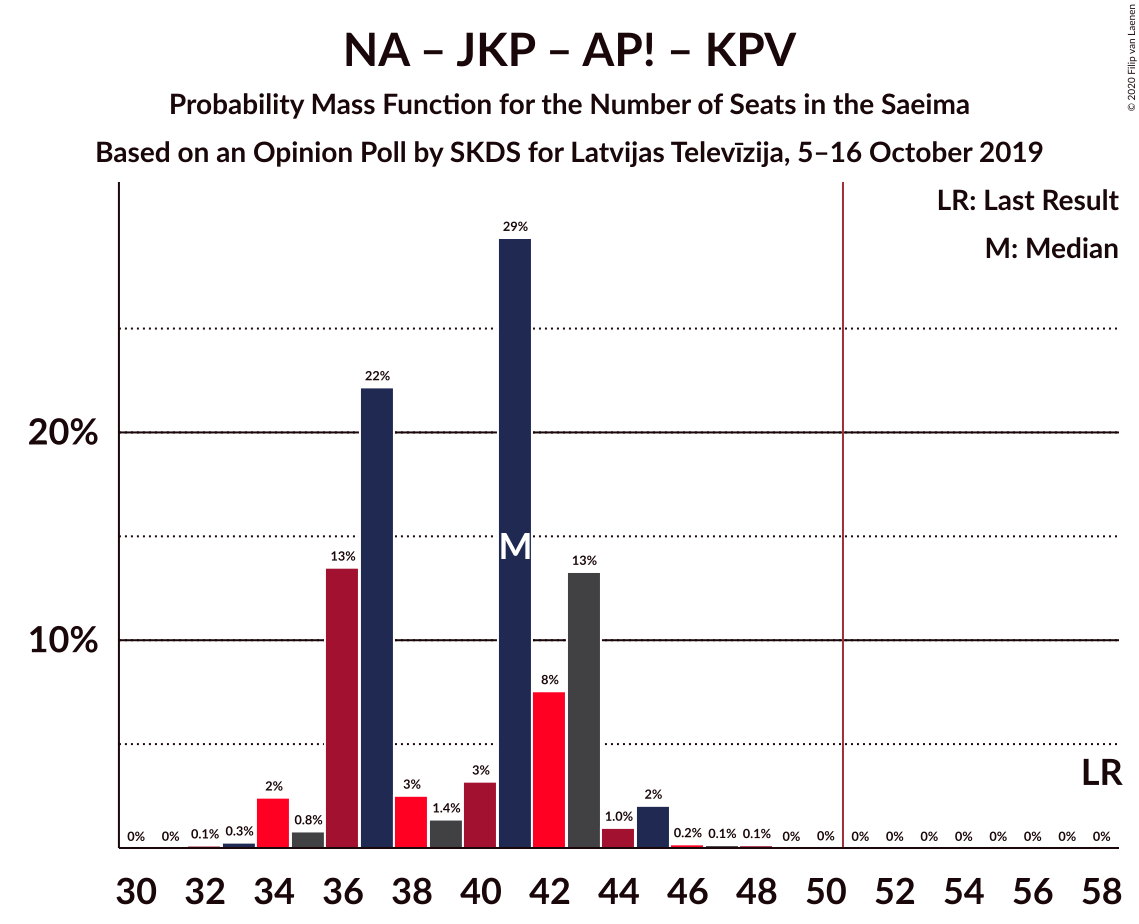 NA – JKP – AP! – KPV
Probability Mass Function for the Number of Seats in the Saeima
Based on an Opinion Poll by SKDS for Latvijas Televīzija, 5–16 October 2019
© 2020 Filip van Laenen
LR: Last Result
M: Median
20%
10%
0% 0% 0.1% 0.3% 2% 0.8% 13% 22% 3% 1.4% 3% 29% 8% 13% 1.0% 2% 0.2% 0.1% 0.1% 0% 0% 0% 0% 0% 0% 0% 0% 0% 0%
M
LR
30 32 34 36 38 40 42 44 46 48 50 52 54 56 58